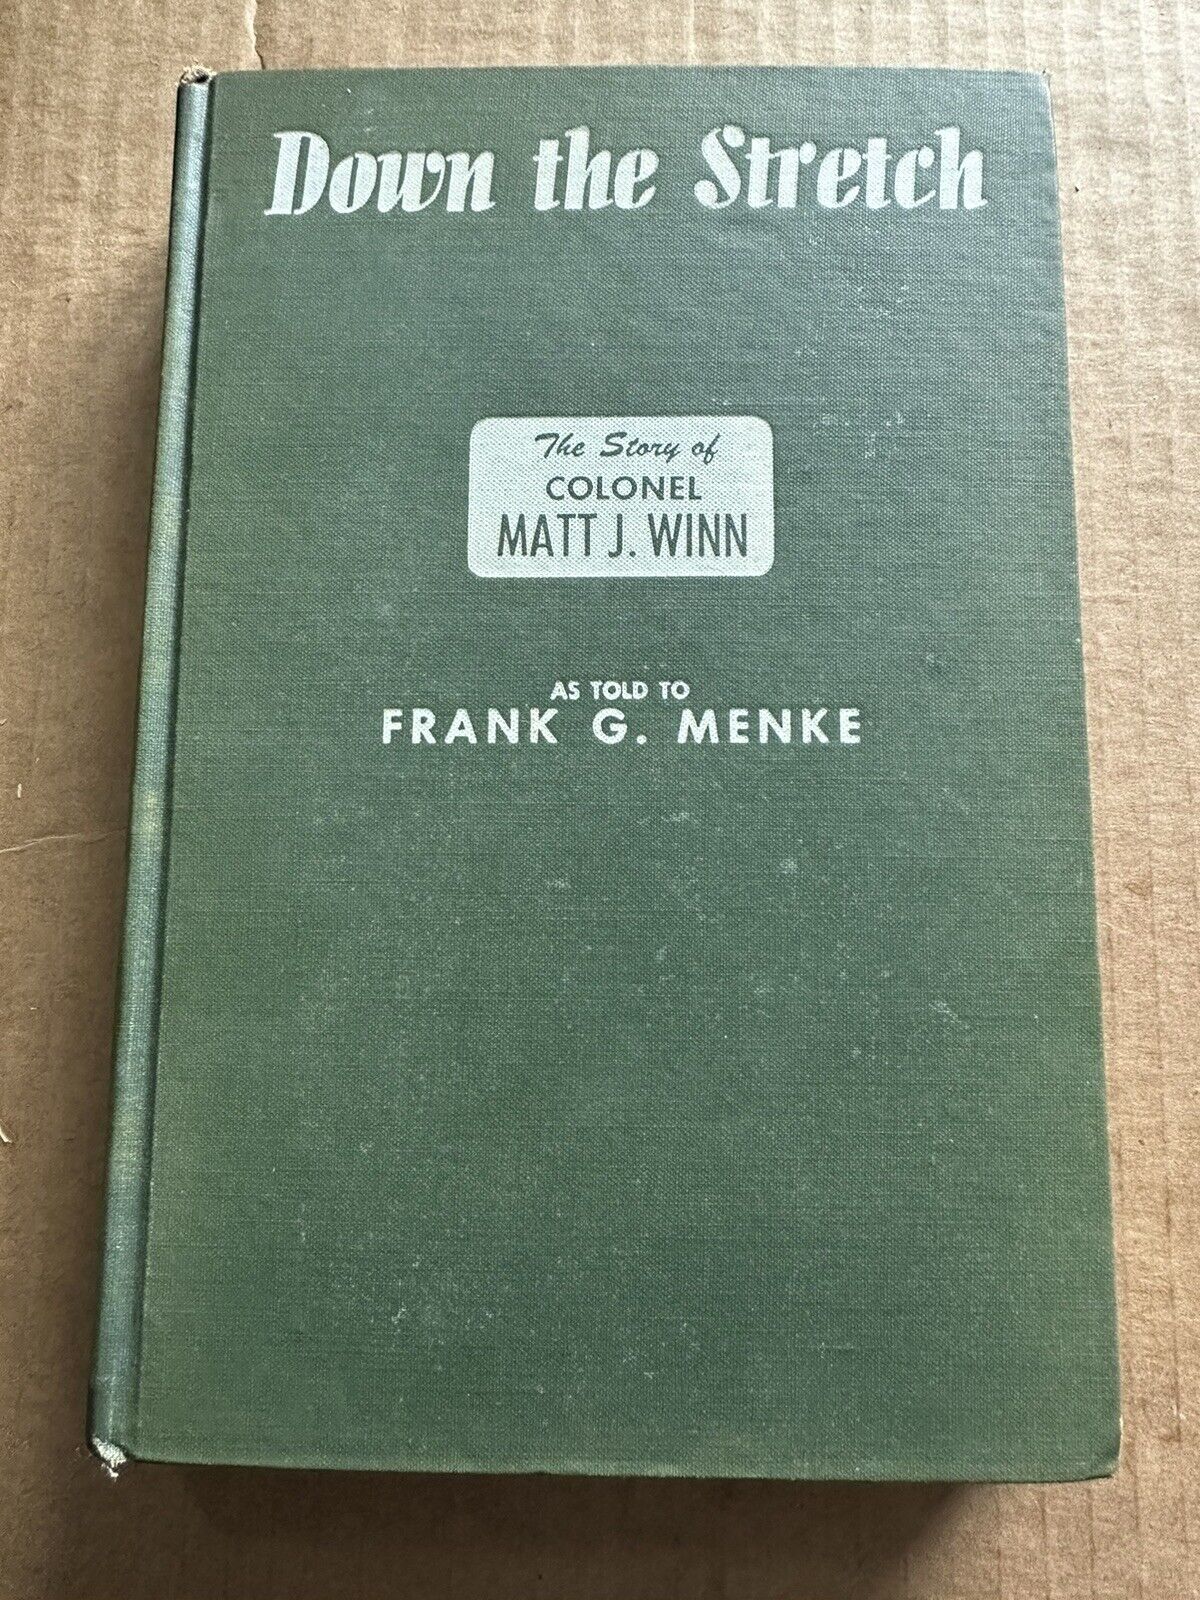 Down the Stretch
The Story of
COLONEL
MATT J. WINN
AS TOLD TO
FRANK G. MENKE